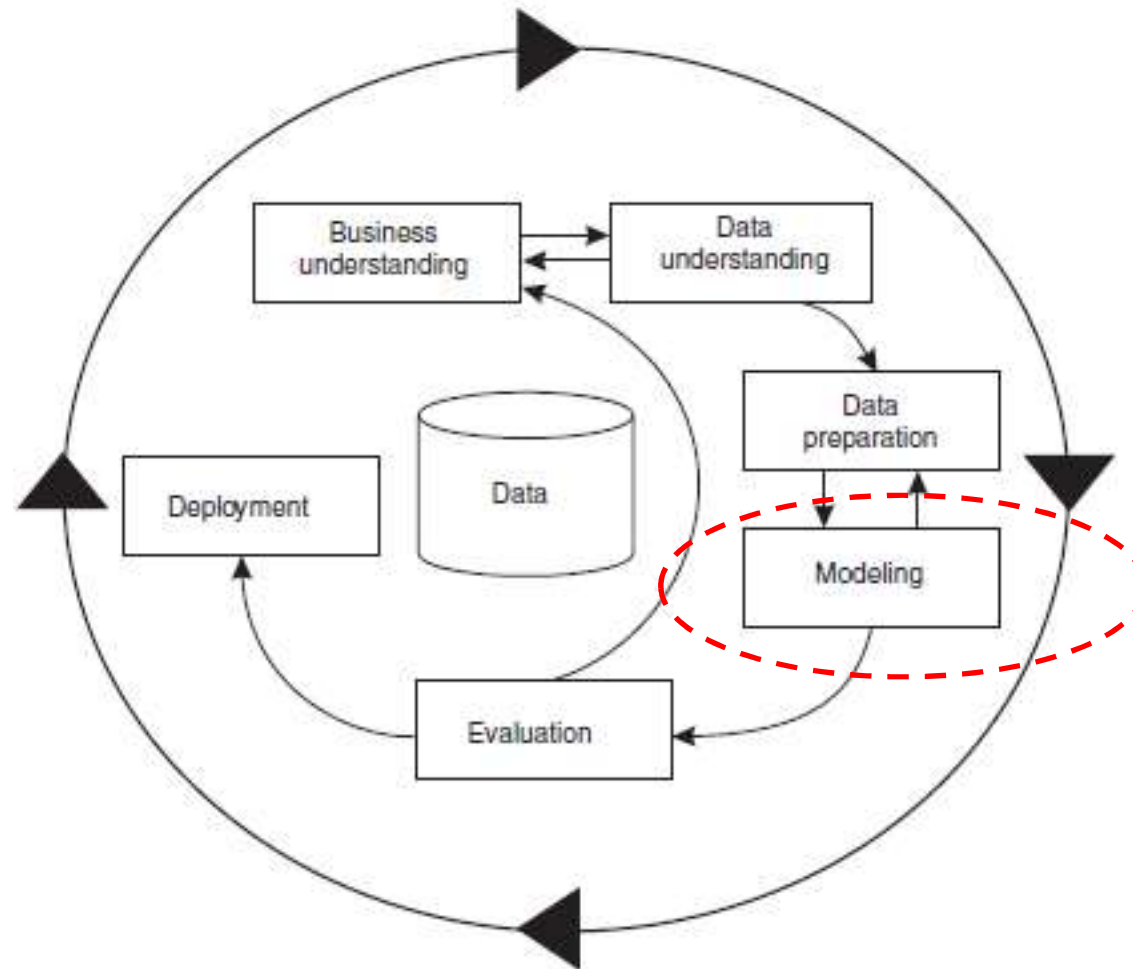 Business
understanding
Data
understanding
Data
preparation
Data
Deployment
Modeling
Evaluation